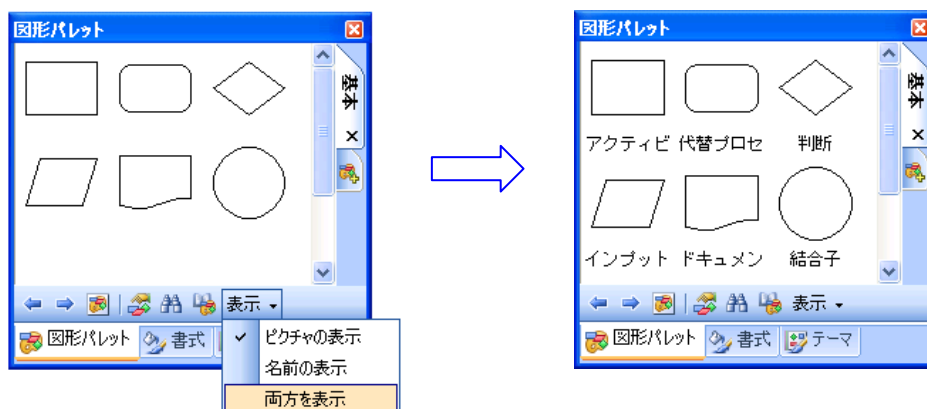 図形パレット
基本
表示
図形パレット 書式
ピクチャの表示
名前の表示
両方を表示
図形パレット
基本
アクティビ 代替プロセ 判断
インプット ドキュメン 結合子
表示
図形パレット 書式 テーマ